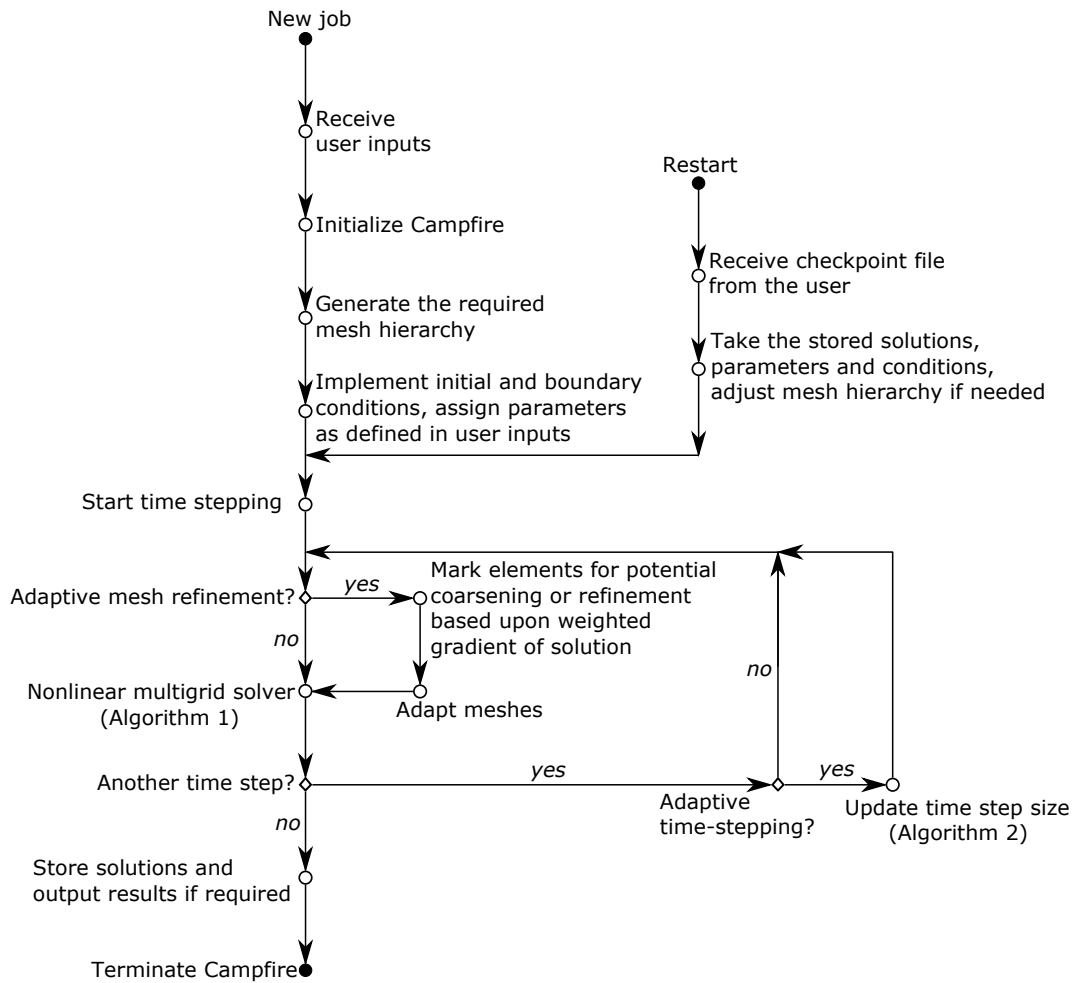 New job
Receive
user inputs
Restart
Initialize Campfire
Receive checkpoint file
from the user
Generate the required
mesh hierarchy
Take the stored solutions,
parameters and conditions,
adjust mesh hierarchy if needed
Implement initial and boundary
conditions, assign parameters
as defined in user inputs
Start time stepping
Adaptive mesh refinement?
yes
Mark elements for potential
coarsening or refinement
based upon weighted
gradient of solution
no
no
Nonlinear multigrid solver
(Algorithm 1)
Adapt meshes
Another time step?
yes
yes
Adaptive
time-stepping?
Update time step size
(Algorithm 2)
no
Store solutions and
output results if required
Terminate Campfire